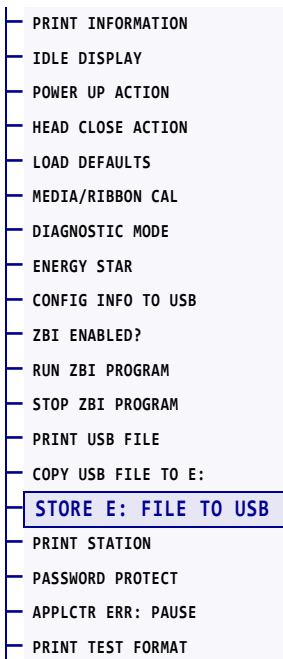 PRINT INFORMATION
IDLE DISPLAY
POWER UP ACTION
HEAD CLOSE ACTION
LOAD DEFAULTS
MEDIA/RIBBON CAL
DIAGNOSTIC MODE
ENERGY STAR
CONFIG INFO TO USB
ZBI ENABLED?
RUN ZBI PROGRAM
STOP ZBI PROGRAM
PRINT USB FILE
COPY USB FILE TO E:
STORE E: FILE TO USB
PRINT STATION
PASSWORD PROTECT
APPLCTR ERR: PAUSE
PRINT TEST FORMAT